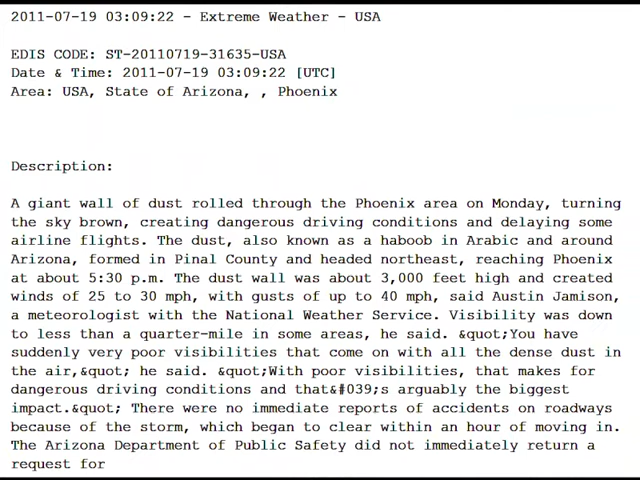 2011-07-19 03:09:22 - Extreme Weather - USA
EDIS CODE: ST-20110719-31635-USA
Date & Time: 2011-07-19 03:09:22 [UTC]
Area: USA, State of Arizona, , Phoenix
Description:
A giant wall of dust rolled through the Phoenix area on Monday, turning
the sky brown, creating dangerous driving conditions and delaying some
airline flights. The dust, also known as a haboob in Arabic and around
Arizona, formed in Pinal County and headed northeast, reaching Phoenix
at about 5:30 p.m. The dust wall was about 3,000 feet high and created
winds of 25 to 30 mph, with gusts of up to 40 mph, said Austin Jamison,
a meteorologist with the National Weather Service. Visibility was down
to less than a quarter-mile in some areas, he said. &quot;You have
suddenly very poor visibilities that come on with all the dense dust in
the air,&quot; he said. &quot;With poor visibilities, that makes for
dangerous driving conditions and that&#039;s arguably the biggest
impact.&quot; There were no immediate reports of accidents on roadways
because of the storm, which began to clear within an hour of moving in.
The Arizona Department of Public Safety did not immediately return a
request for